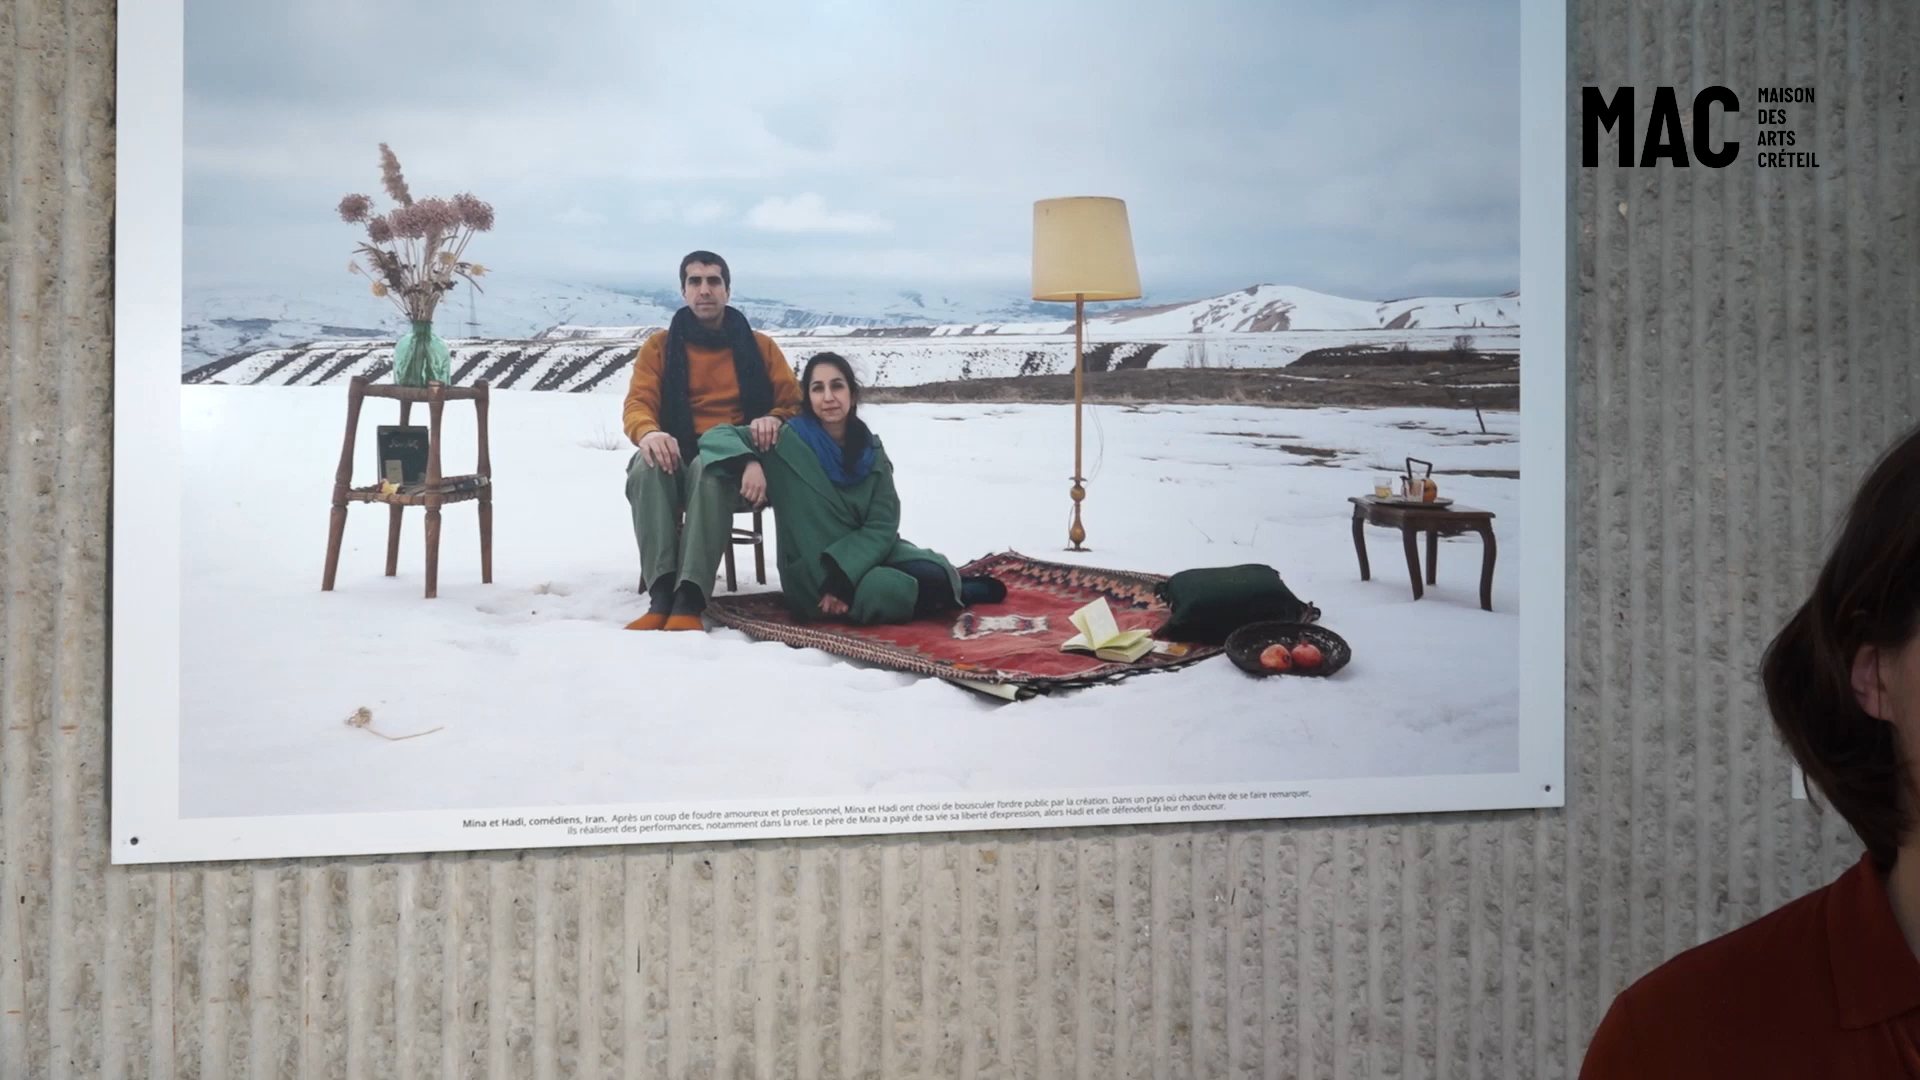 MAC
MAISON
DES
ARTS
CRÉTEIL
Mina et Hadi, comédiens, Iran. Après un coup de foudre amoureux et professionnel, Mina et Hadi ont choisi de bousculer l'ordre public par la création. Dans un pays où chacun évite de se faire remarquer,
ils réalisent des performances, notamment dans la rue. Le père de Mina a payé de sa vie sa liberté d'expression, alors Hadi et elle défendent la leur en douceur.